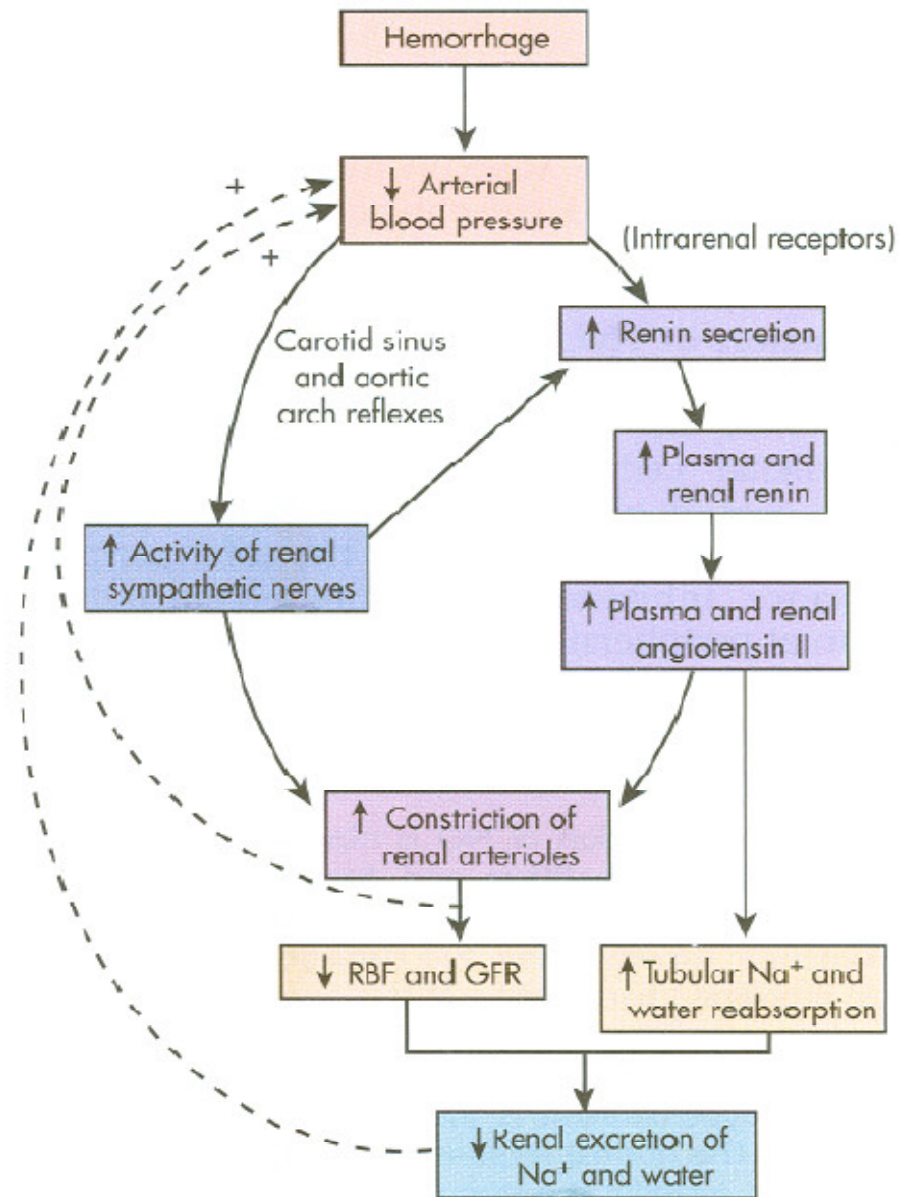 Hemorrhage
↓ Arterial
blood pressure
+
+
(Intrarenal receptors)
Carotid sinus
and aortic
arch reflexes
↑ Renin secretion
↑ Plasma and
renal renin
↑ Activity of renal
sympathetic nerves
↑ Plasma and renal
angiotensin II
↑ Constriction of
renal arterioles
↓ RBF and GFR
↑ Tubular Na⁺ and
water reabsorption
↓ Renal excretion of
Na⁺ and water